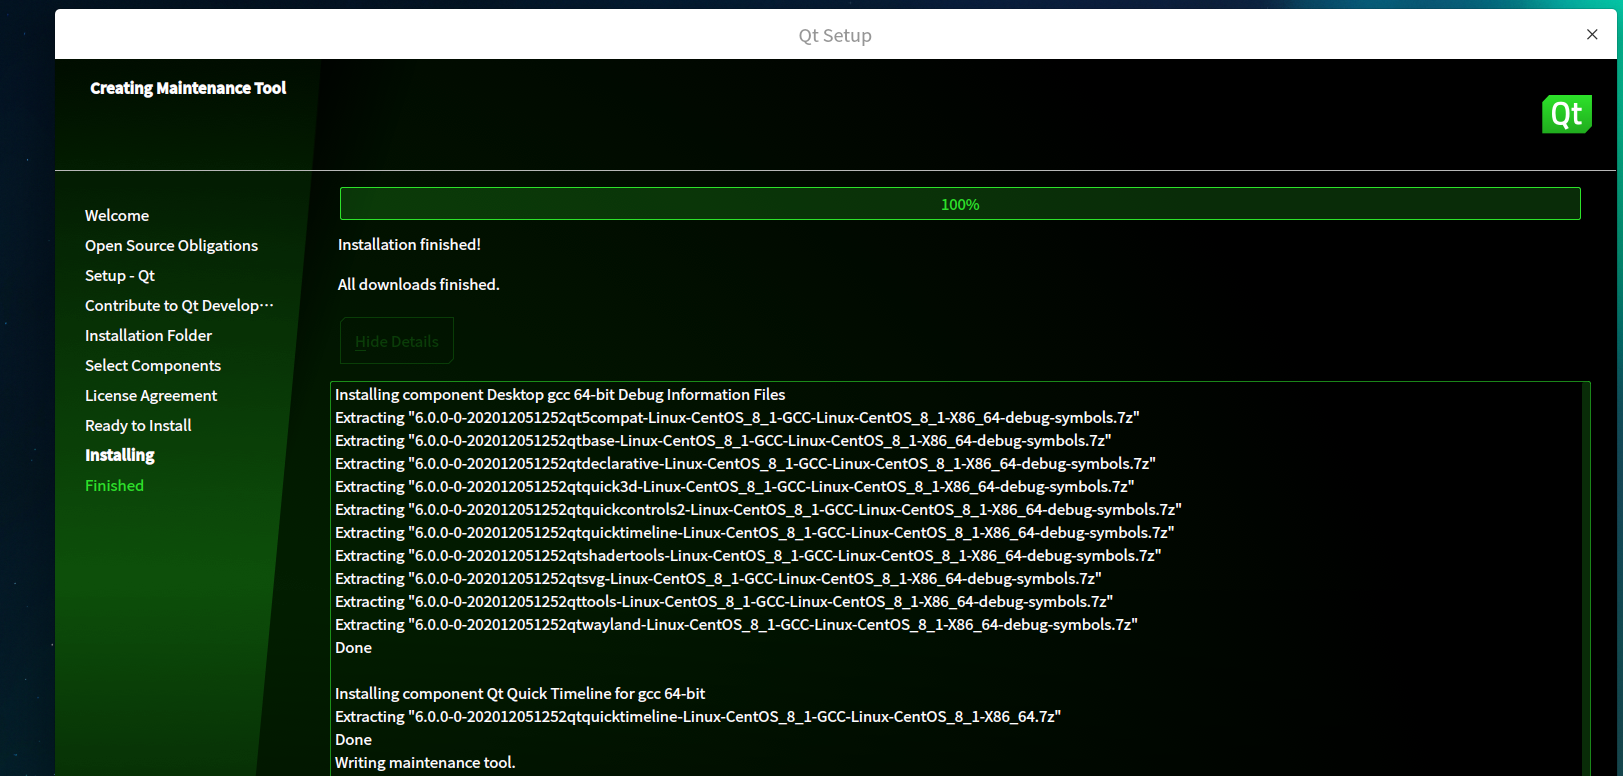 Qt Setup
Creating Maintenance Tool
Qt
Welcome
Open Source Obligations
Setup - Qt
Contribute to Qt Develop⋯
Installation Folder
Select Components
License Agreement
Ready to Install
Installing
Finished
100%
Installation finished!
All downloads finished.
Hide Details
Installing component Desktop gcc 64-bit Debug Information Files
Extracting "6.0.0-0-202012051252qt5compat-Linux-CentOS_8_1-GCC-Linux-CentOS_8_1-X86_64-debug-symbols.7z"
Extracting "6.0.0-0-202012051252qtbase-Linux-CentOS_8_1-GCC-Linux-CentOS_8_1-X86_64-debug-symbols.7z"
Extracting "6.0.0-0-202012051252qtdeclarative-Linux-CentOS_8_1-GCC-Linux-CentOS_8_1-X86_64-debug-symbols.7z"
Extracting "6.0.0-0-202012051252qtquick3d-Linux-CentOS_8_1-GCC-Linux-CentOS_8_1-X86_64-debug-symbols.7z"
Extracting "6.0.0-0-202012051252qtquickcontrols2-Linux-CentOS_8_1-GCC-Linux-CentOS_8_1-X86_64-debug-symbols.7z"
Extracting "6.0.0-0-202012051252qtquicktimeline-Linux-CentOS_8_1-GCC-Linux-CentOS_8_1-X86_64-debug-symbols.7z"
Extracting "6.0.0-0-202012051252qtshadertools-Linux-CentOS_8_1-GCC-Linux-CentOS_8_1-X86_64-debug-symbols.7z"
Extracting "6.0.0-0-202012051252qtsvg-Linux-CentOS_8_1-GCC-Linux-CentOS_8_1-X86_64-debug-symbols.7z"
Extracting "6.0.0-0-202012051252qttools-Linux-CentOS_8_1-GCC-Linux-CentOS_8_1-X86_64-debug-symbols.7z"
Extracting "6.0.0-0-202012051252qtwayland-Linux-CentOS_8_1-GCC-Linux-CentOS_8_1-X86_64-debug-symbols.7z"
Done
Installing component Qt Quick Timeline for gcc 64-bit
Extracting "6.0.0-0-202012051252qtquicktimeline-Linux-CentOS_8_1-GCC-Linux-CentOS_8_1-X86_64.7z"
Done
Writing maintenance tool.